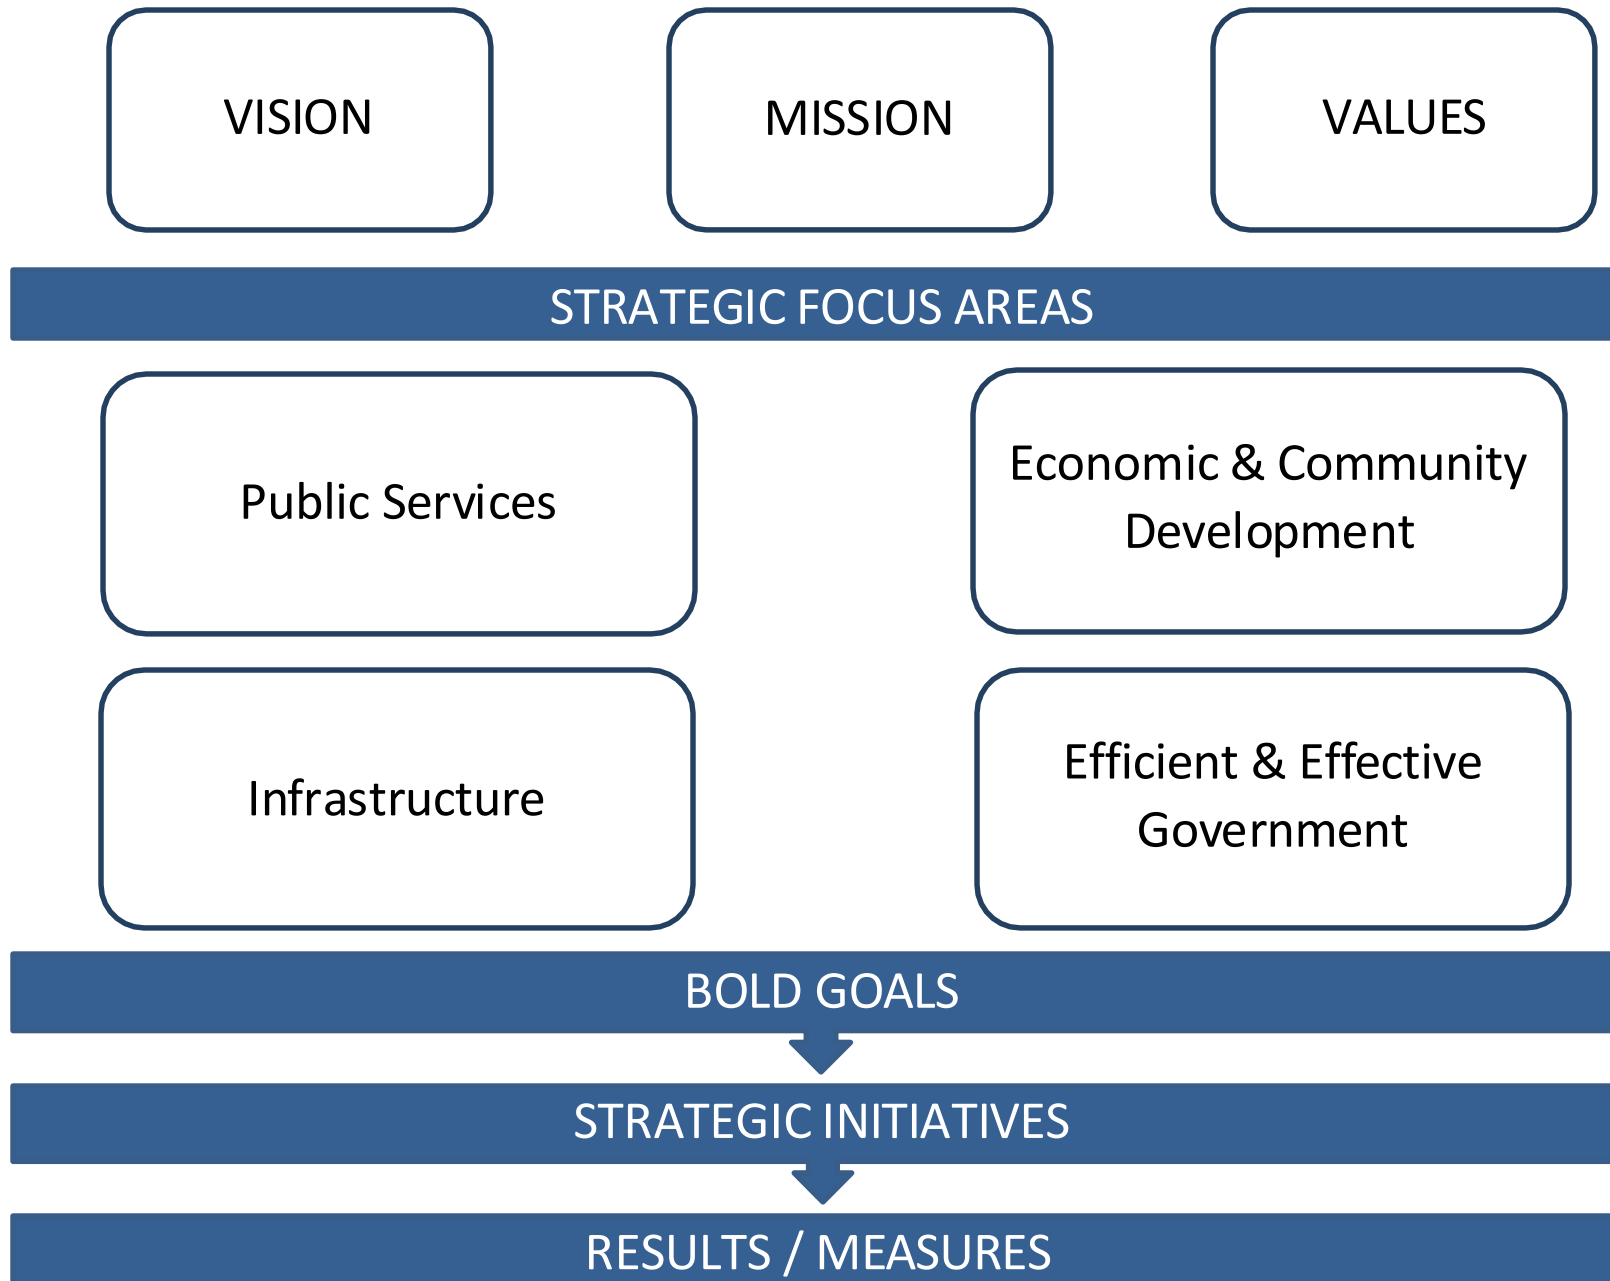 VISION
MISSION
VALUES
STRATEGIC FOCUS AREAS
Public Services
Economic & Community
Development
Infrastructure
Efficient & Effective
Government
BOLD GOALS
STRATEGIC INITIATIVES
RESULTS / MEASURES